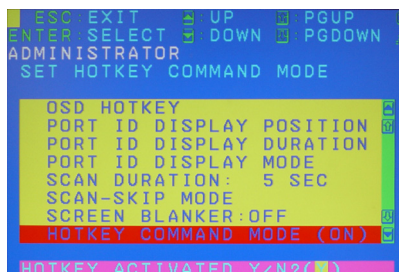 ESC:EXIT :UP :PGUP
ENTER:SELECT :DOWN :PGDOWN
ADMINISTRATOR
SET HOTKEY COMMAND MODE
OSD HOTKEY
PORT ID DISPLAY POSITION
PORT ID DISPLAY DURATION
PORT ID DISPLAY MODE
SCAN DURATION: 5 SEC
SCAN-SKIP MODE
SCREEN BLANKER:OFF
HOTKEY COMMAND MODE (ON)
HOTKEY ACTIVATED Y/N?( )